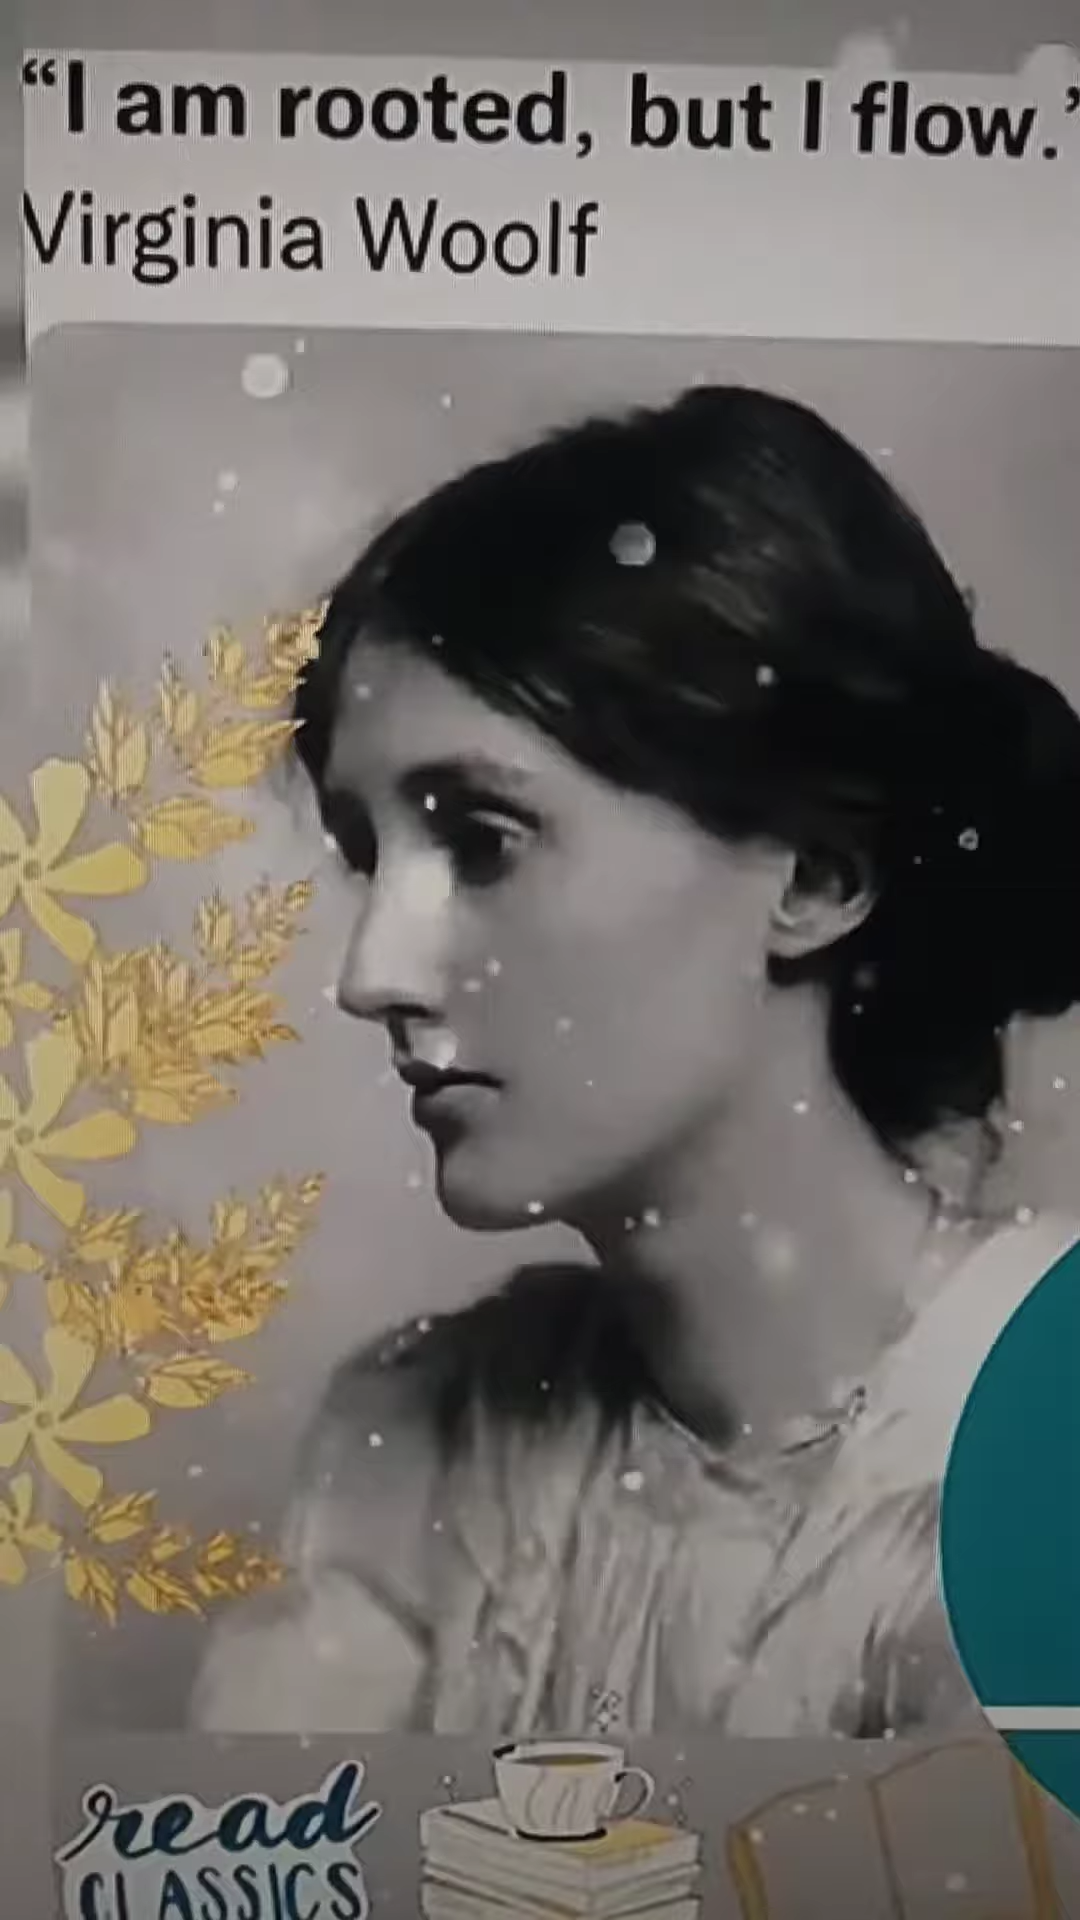 “I am rooted, but I flow.”
Virginia Woolf
read
CLASSICS